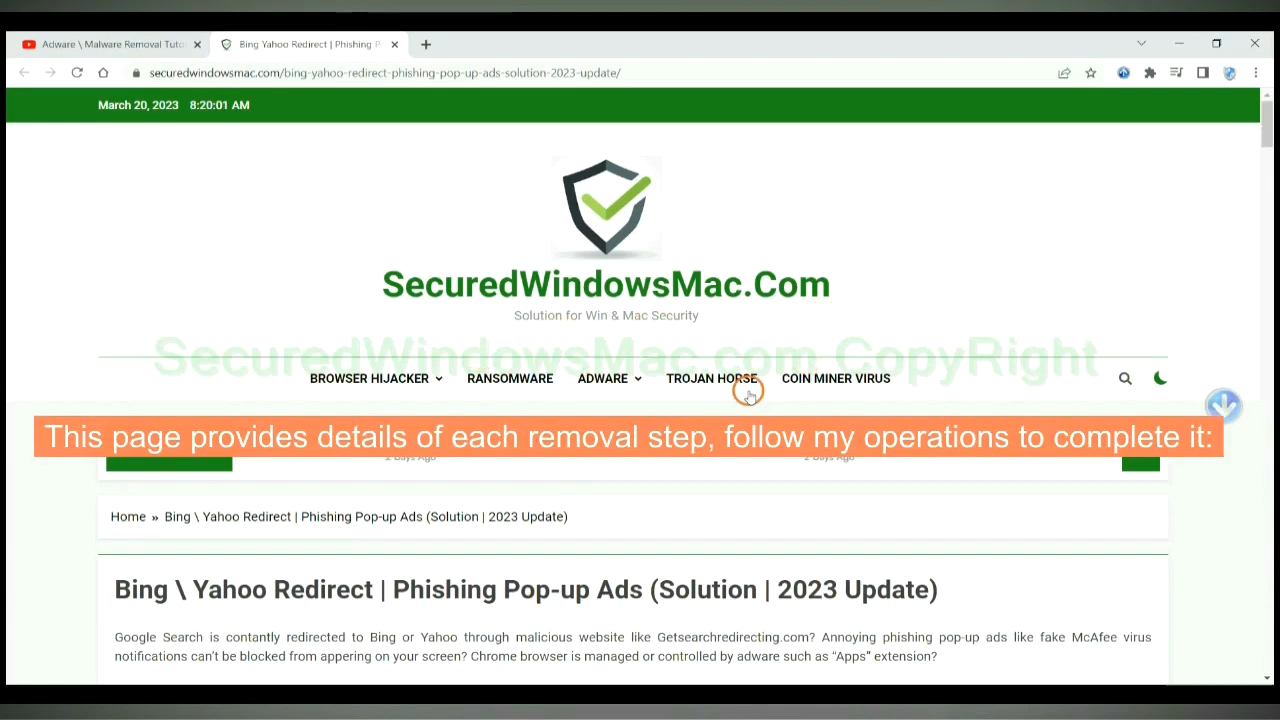 Adware \ Malware Removal Tuto
Bing Yahoo Redirect | Phishing P
securedwindowsmac.com/bing-yahoo-redirect-phishing-pop-up-ads-solution-2023-update/
March 20, 2023 8:20:01 AM
SecuredWindowsMac.Com
Solution for Win & Mac Security
SecuredWindowsMac.com CopyRight
BROWSER HIJACKER RANSOMWARE ADWARE TROJAN HORSE COIN MINER VIRUS
This page provides details of each removal step, follow my operations to complete it:
2 Days Ago 2 Days Ago
Home » Bing \ Yahoo Redirect | Phishing Pop-up Ads (Solution | 2023 Update)
Bing \ Yahoo Redirect | Phishing Pop-up Ads (Solution | 2023 Update)
Google Search is contantly redirected to Bing or Yahoo through malicious website like Getsearchredirecting.com? Annoying phishing pop-up ads like fake McAfee virus
notifications can't be blocked from appering on your screen? Chrome browser is managed or controlled by adware such as “Apps” extension?